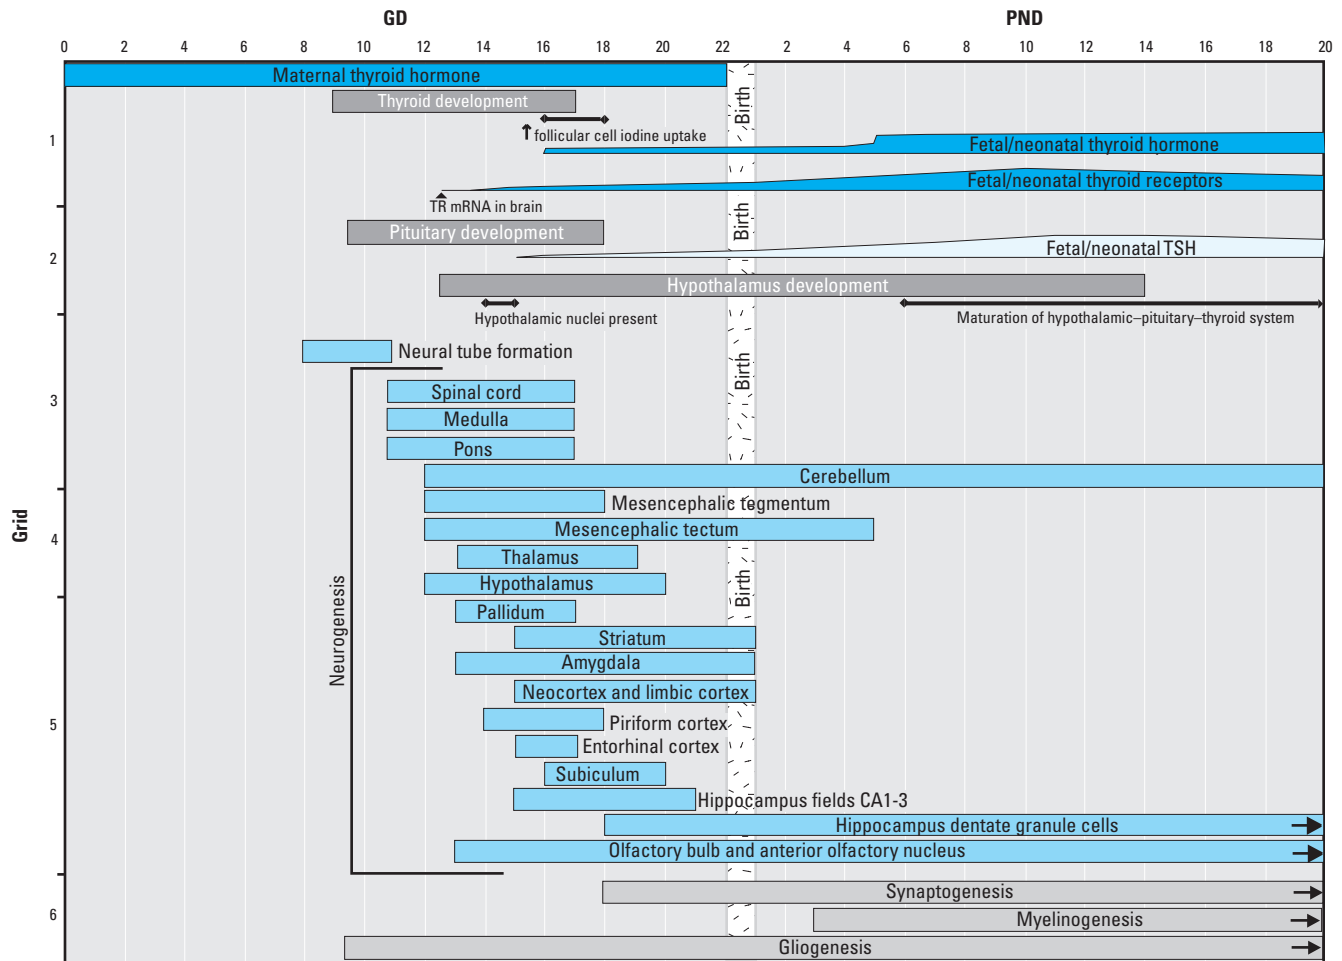 GD PND
0 2 4 6 8 10 12 14 16 18 20 22 2 4 6 8 10 12 14 16 18 20
Maternal thyroid hormone
Thyroid development
Birth
follicular cell iodine uptake
1
Fetal/neonatal thyroid hormone
Fetal/neonatal thyroid receptors
TR mRNA in brain
Pituitary development
Birth
2
Fetal/neonatal TSH
Hypothalamus development
Hypothalamic nuclei present
Maturation of hypothalamic–pituitary–thyroid system
Neural tube formation
Birth
3
Spinal cord
Medulla
Pons
Cerebellum
Grid
Mesencephalic tegmentum
4
Mesencephalic tectum
Thalamus
Hypothalamus
Birth
Pallidum
Neurogenesis
Striatum
Amygdala
Neocortex and limbic cortex
5
Piriform cortex
Entorhinal cortex
Subiculum
Hippocampus fields CA1-3
Hippocampus dentate granule cells
Olfactory bulb and anterior olfactory nucleus
Synaptogenesis
6
Myelinogenesis
Gliogenesis